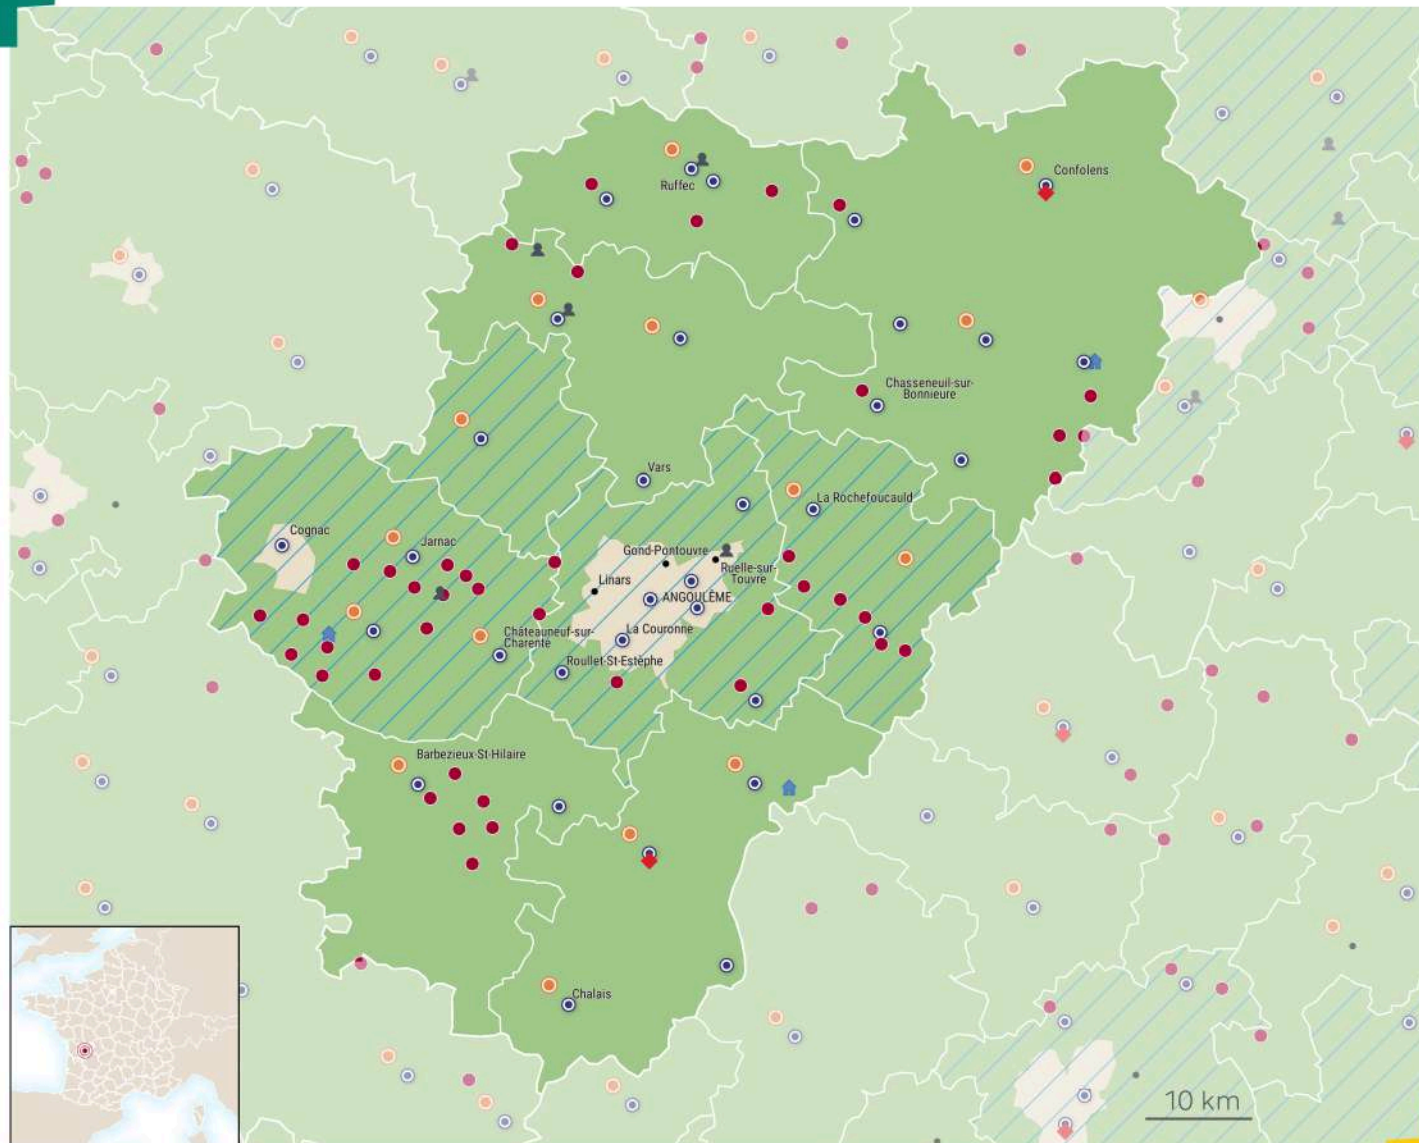 Confolens
Ruffec
Chasseneuil-sur-
Bonnieure
Vars
La Rochefoucauld
Cognac
Jarnac
Gond-Pontouvre
Ruelle-sur-
Touvre
Linars
ANGOULÊME
La Couronne
Châteauneuf-sur-
Charente
Roullet-St-Estèphe
Barbezieux-St-Hilaire
Chalais
10 km